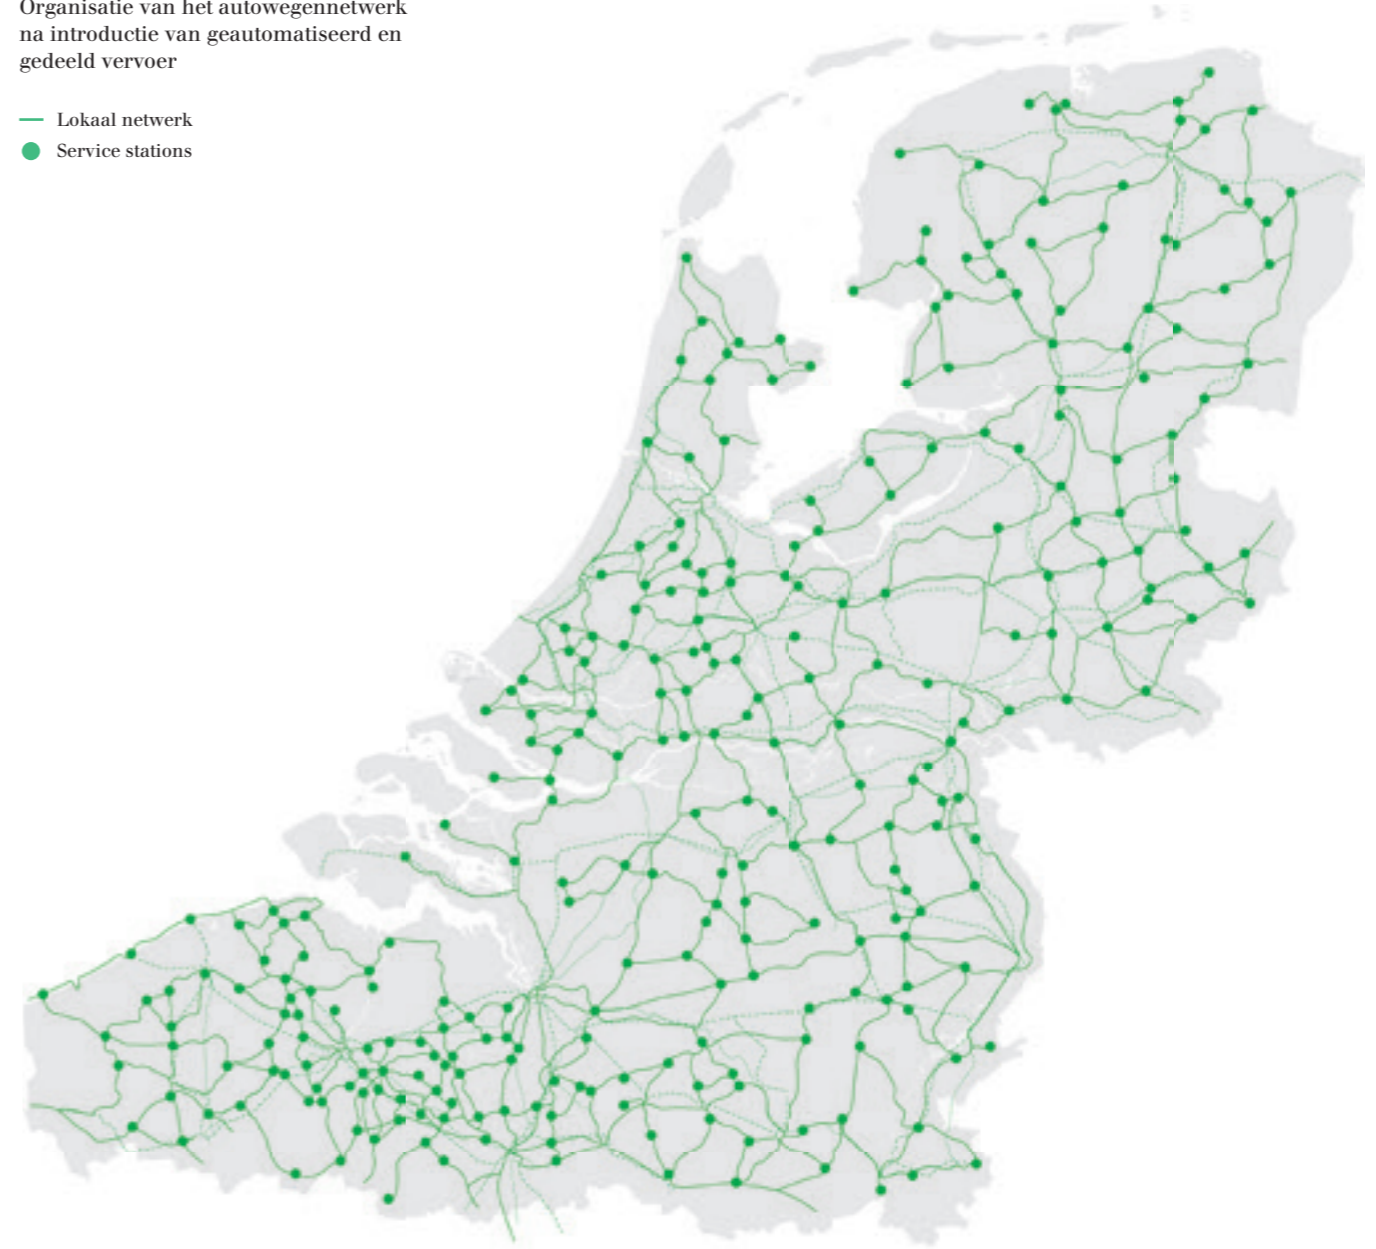 Organisatie van het autowegennetwerk
na introductie van geautomatiseerd en
gedeeld vervoer
Lokaal netwerk
Service stations